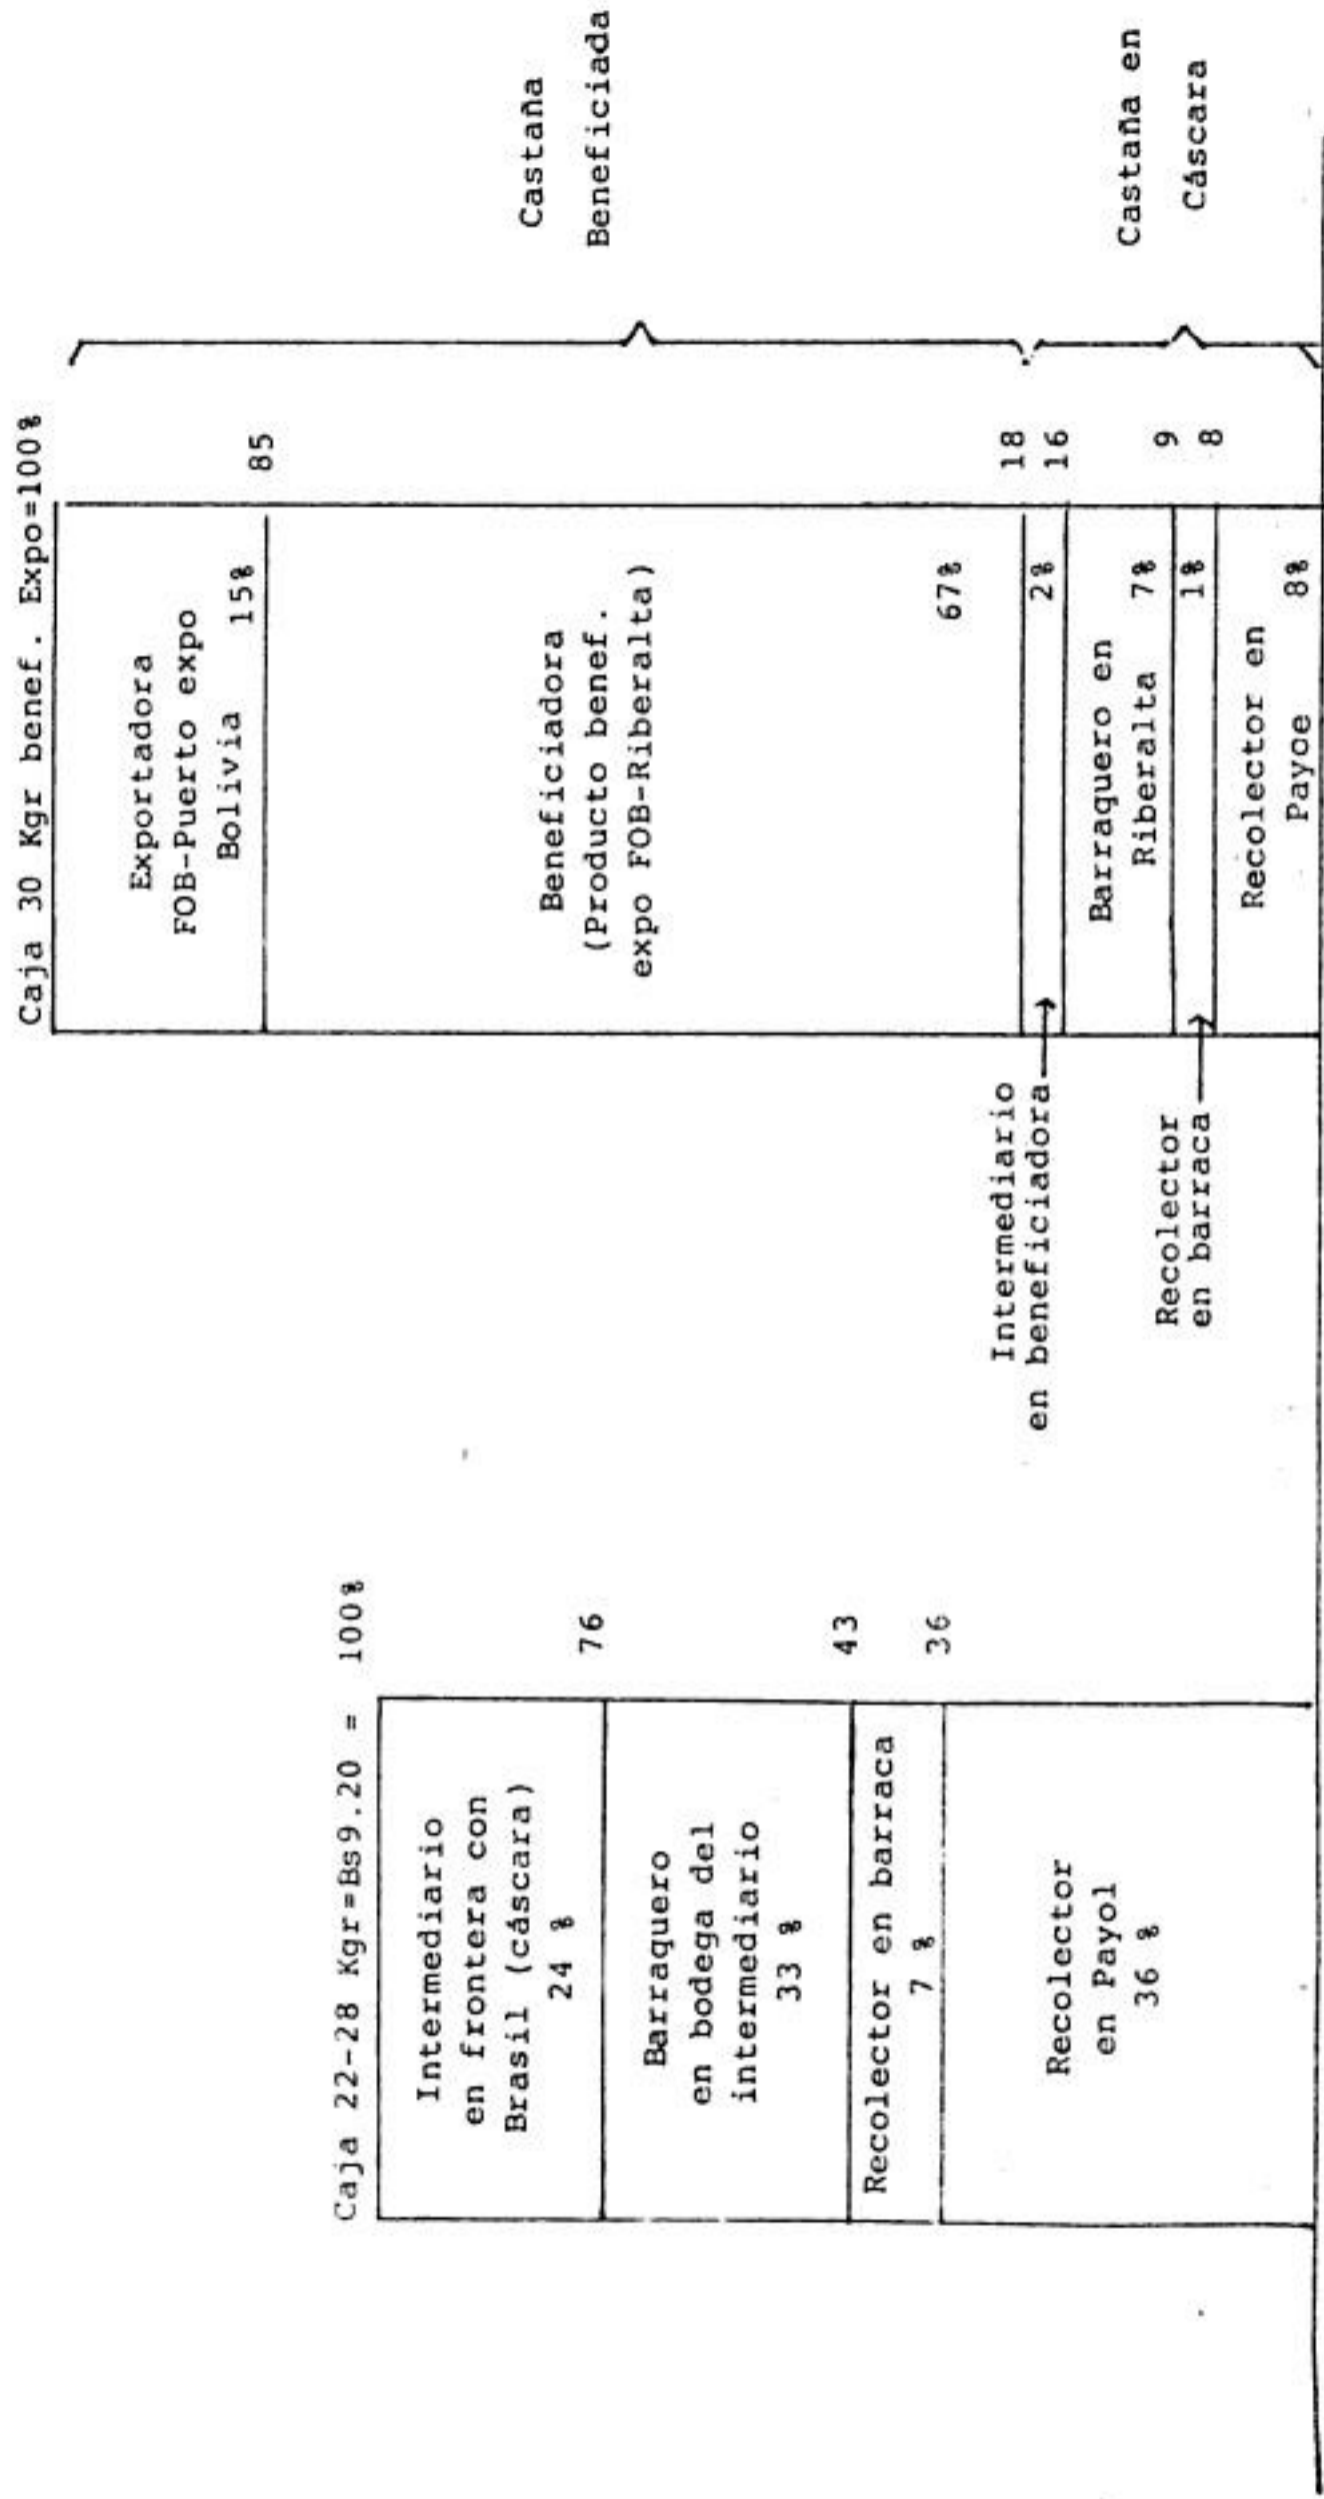 Caja 22-28 Kgr=Bs9.20 = 100%
Intermediario
en frontera con
Brasil (cáscara)
24 %
76
Barraquero
en bodega del
intermediario
33 %
43
Recolector en barraca
7 %
36
Recolector
en Payol
36 %
Caja 30 Kgr benef. Expo=100%
Exportadora
FOB-Puerto expo
Bolivia 15%
85
Beneficiadora
(Producto benef.
expo FOB-Riberalta)
67%
18
Intermediario
en beneficiadora
2%
16
Barraquero en
Riberalta 7%
9
Recolector
en barraca
1%
8
Recolector en
Payoe 8%
Castaña
Beneficiada
Castaña en
Cáscara